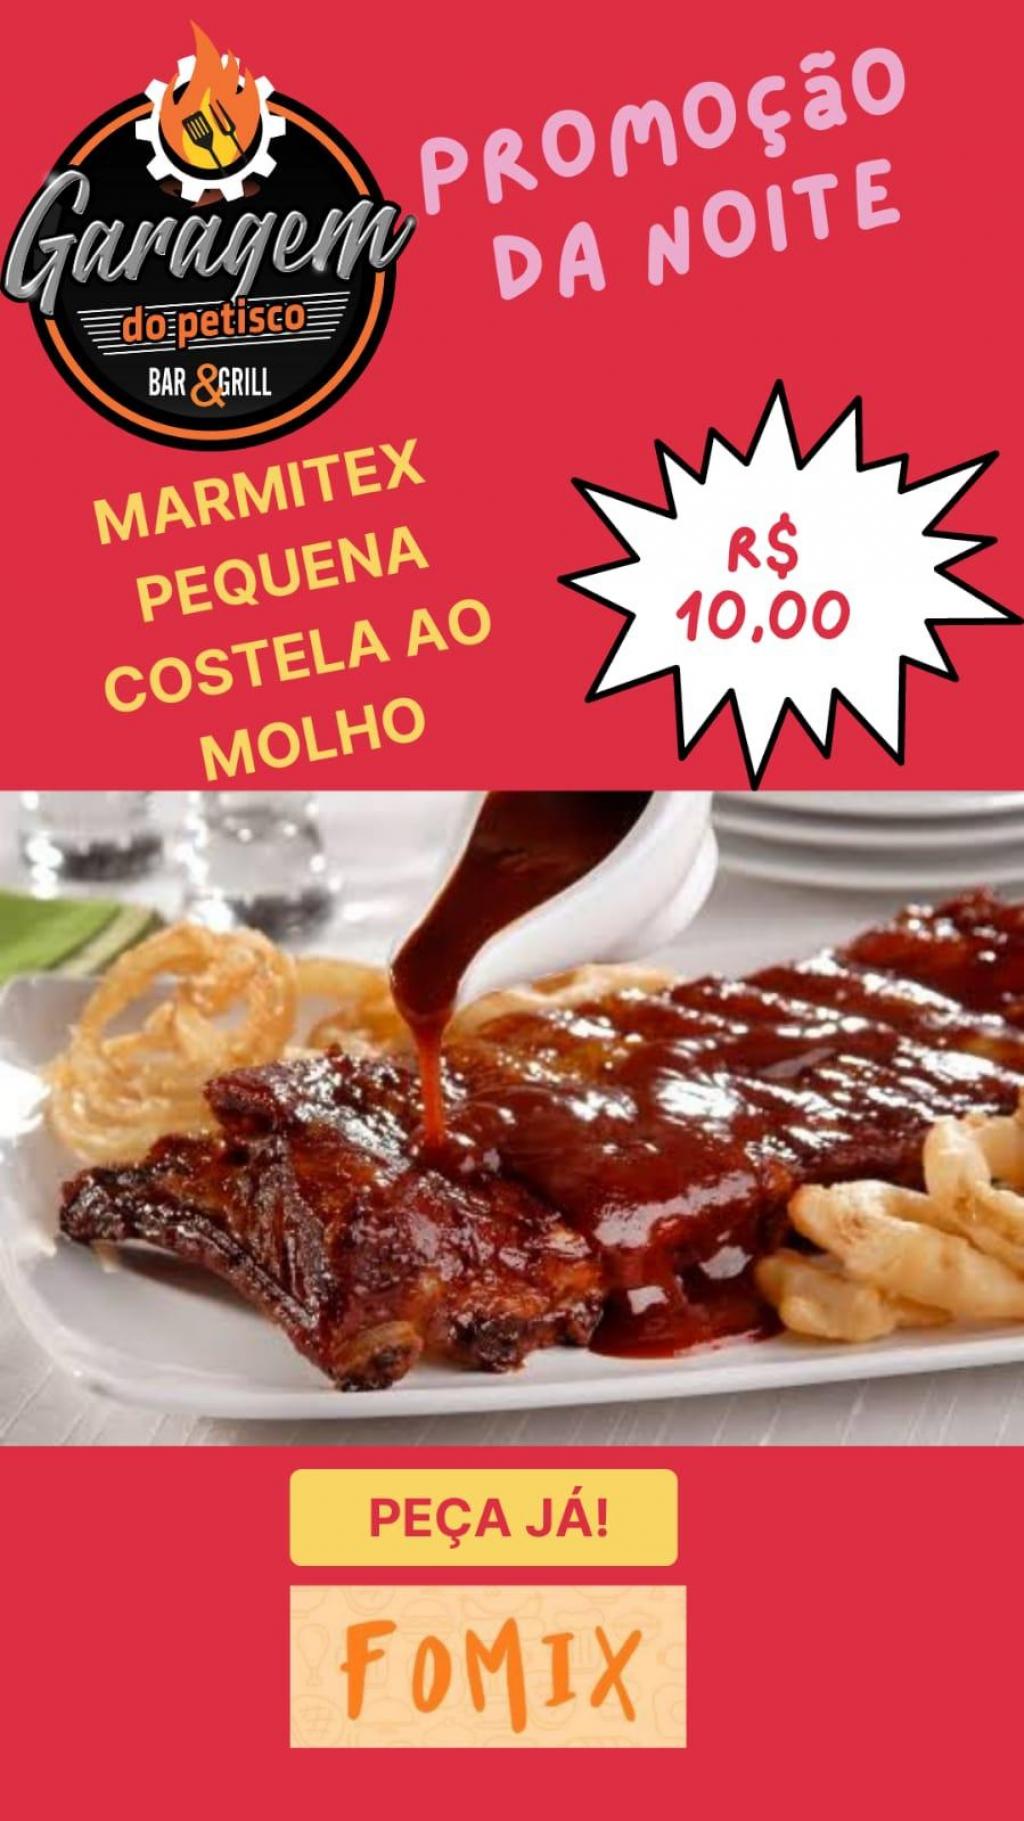 PROMOÇãO
DA NOITE
Garagem
do petisco
BAR & GRILL
MARMITEX
PEQUENA
COSTELA AO
MOLHO
R$
10,00
PEÇA JÁ!
FOMIX